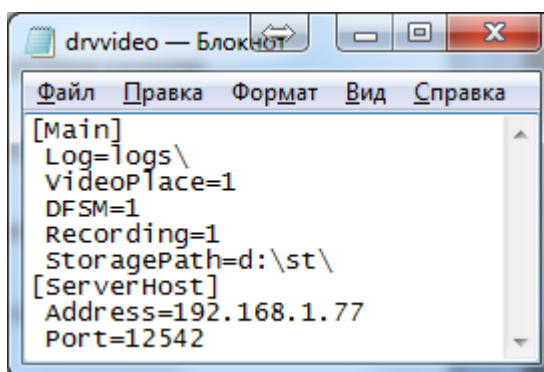 drvvideo — Блокнот
Файл Правка Формат Вид Справка
[Main]
Log=logs\
VideoPlace=1
DFSM=1
Recording=1
StoragePath=d:\st\
[ServerHost]
Address=192.168.1.77
Port=12542